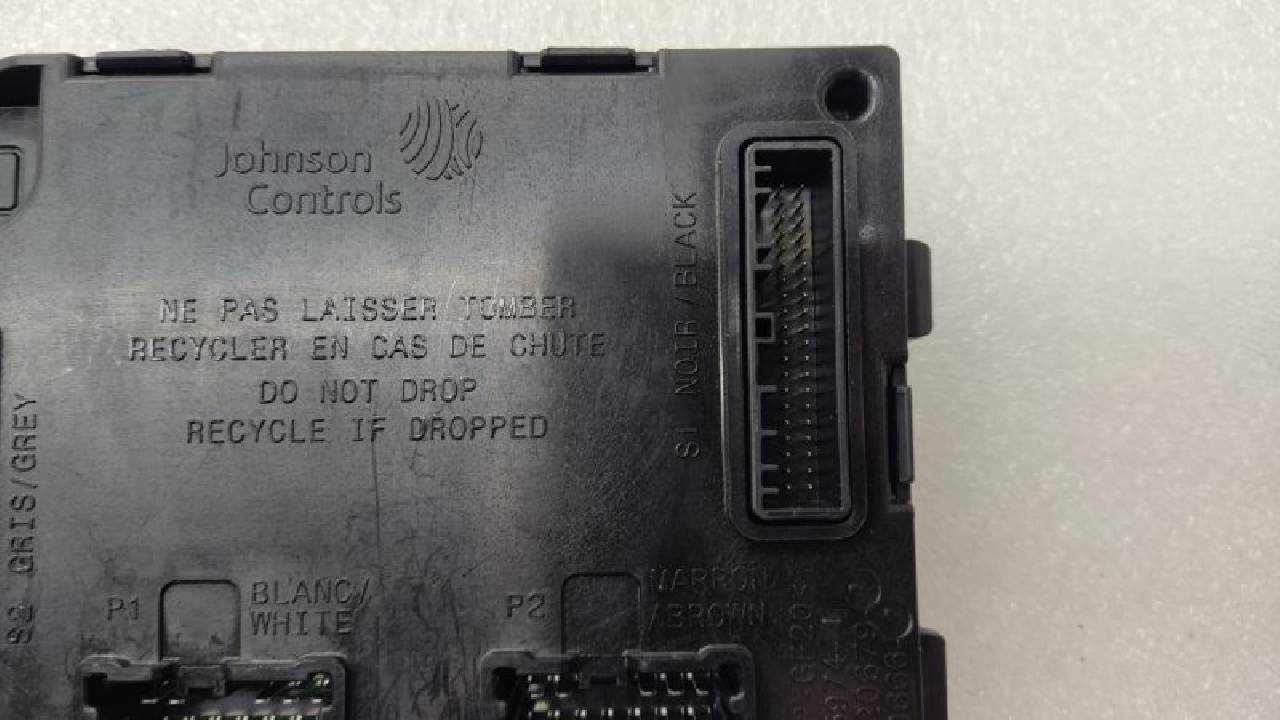 Johnson
Controls
NE PAS LAISSER TOMBER
RECYCLER EN CAS DE CHUTE
DO NOT DROP
RECYCLE IF DROPPED
S1 NOIR/BLACK
S2 GRIS/GREY
P1
BLANC/
WHITE
P2
MARRON
/BROWN